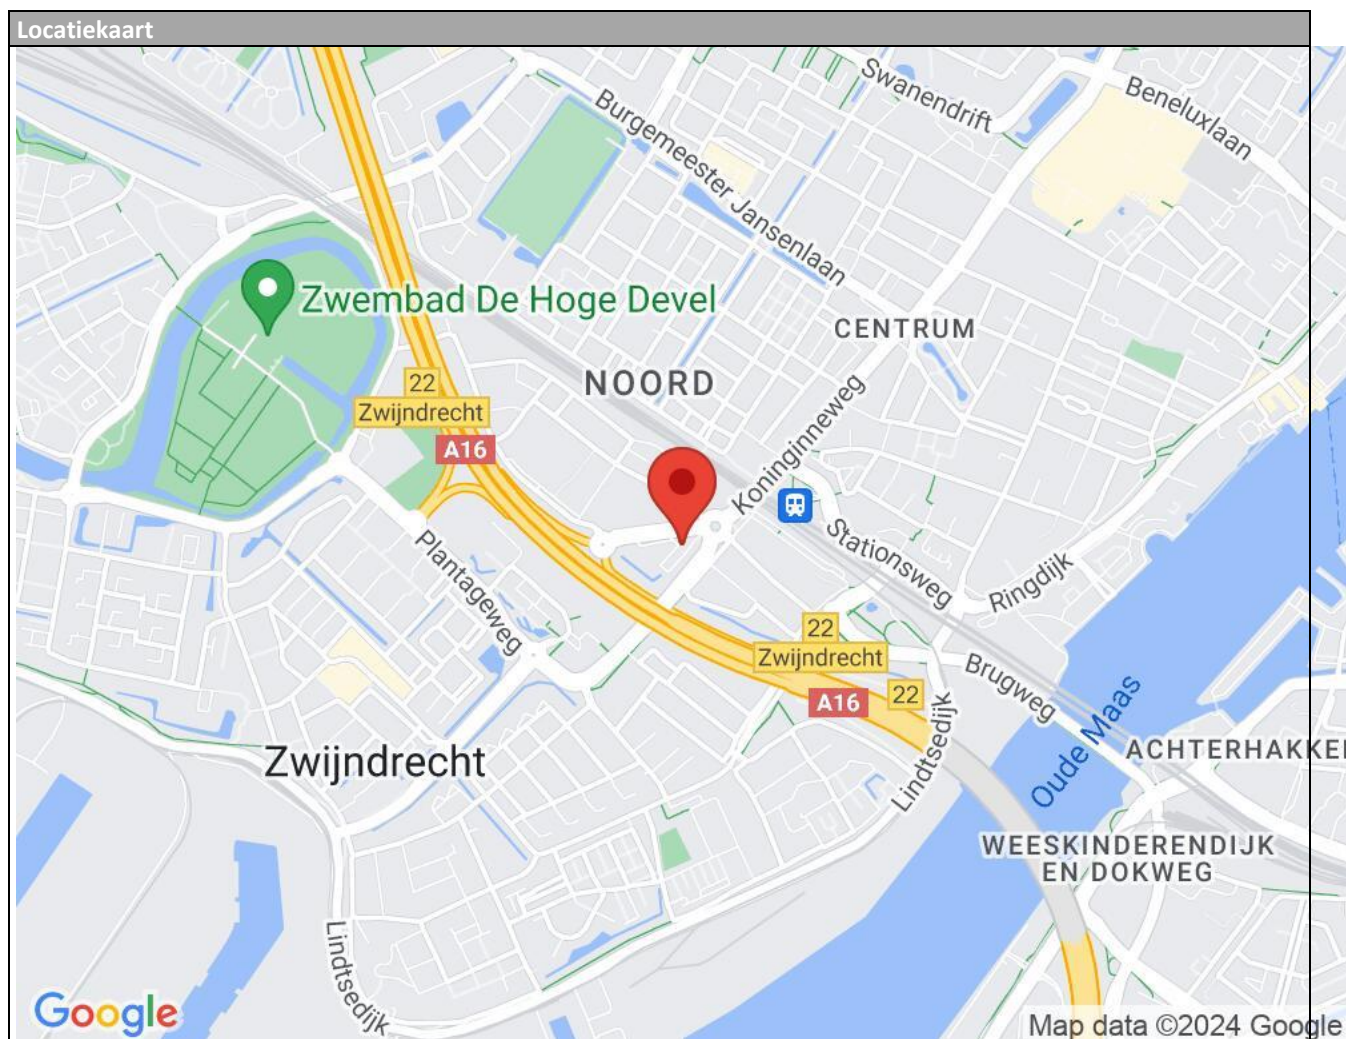 Locatiekaart
Swanendrift
Beneluxlaan
Burgemeester Jansenlaan
Zwembad De Hoge Devel
CENTRUM
NOORD
22
Zwijndrecht
A16
Koninginneweg
Stationsweg
Ringdijk
Plantageweg
22
Zwijndrecht
22
A16
Brugweg
Lindtsedijk
Oude Maas
ACHTERHAKKE
Zwijndrecht
WEESKINDERENDIJK
EN DOKWEG
Lindtsedijk
Google
Map data ©2024 Google